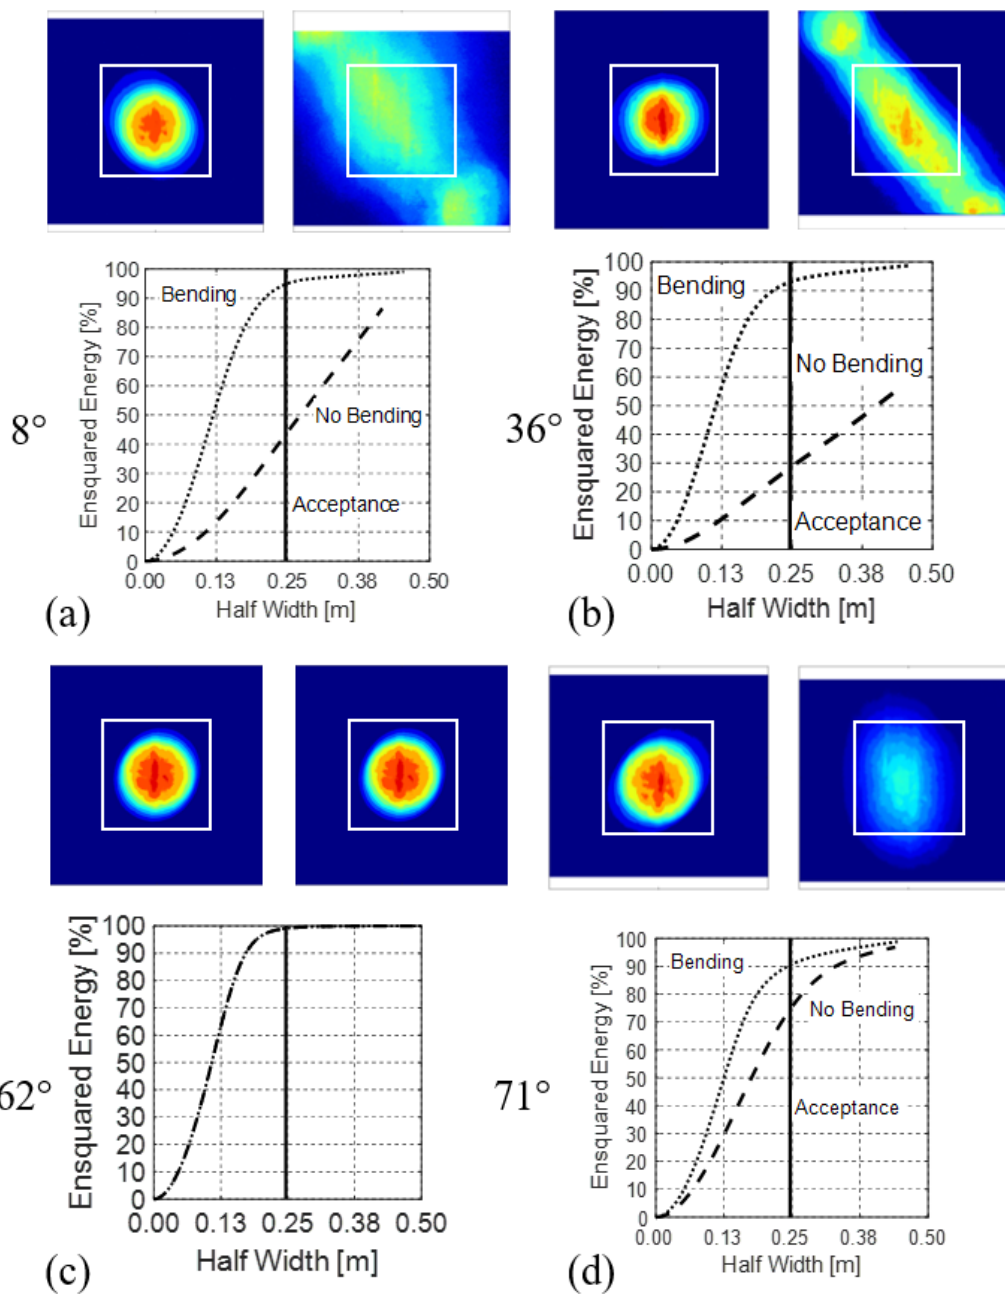 100
90
80
70
60
50
40
30
20
10
0
Ensquared Energy [%]
Bending
No Bending
Acceptance
8°
0.00 0.13 0.25 0.38 0.50
Half Width [m]
(a)
100
90
80
70
60
50
40
30
20
10
0
Ensquared Energy [%]
Bending
No Bending
Acceptance
36°
0.00 0.13 0.25 0.38 0.50
Half Width [m]
(b)
100
90
80
70
60
50
40
30
20
10
0
Ensquared Energy [%]
62°
0.00 0.13 0.25 0.38 0.50
Half Width [m]
(c)
100
90
80
70
60
50
40
30
20
10
0
Ensquared Energy [%]
Bending
No Bending
Acceptance
71°
0.00 0.13 0.25 0.38 0.50
Half Width [m]
(d)